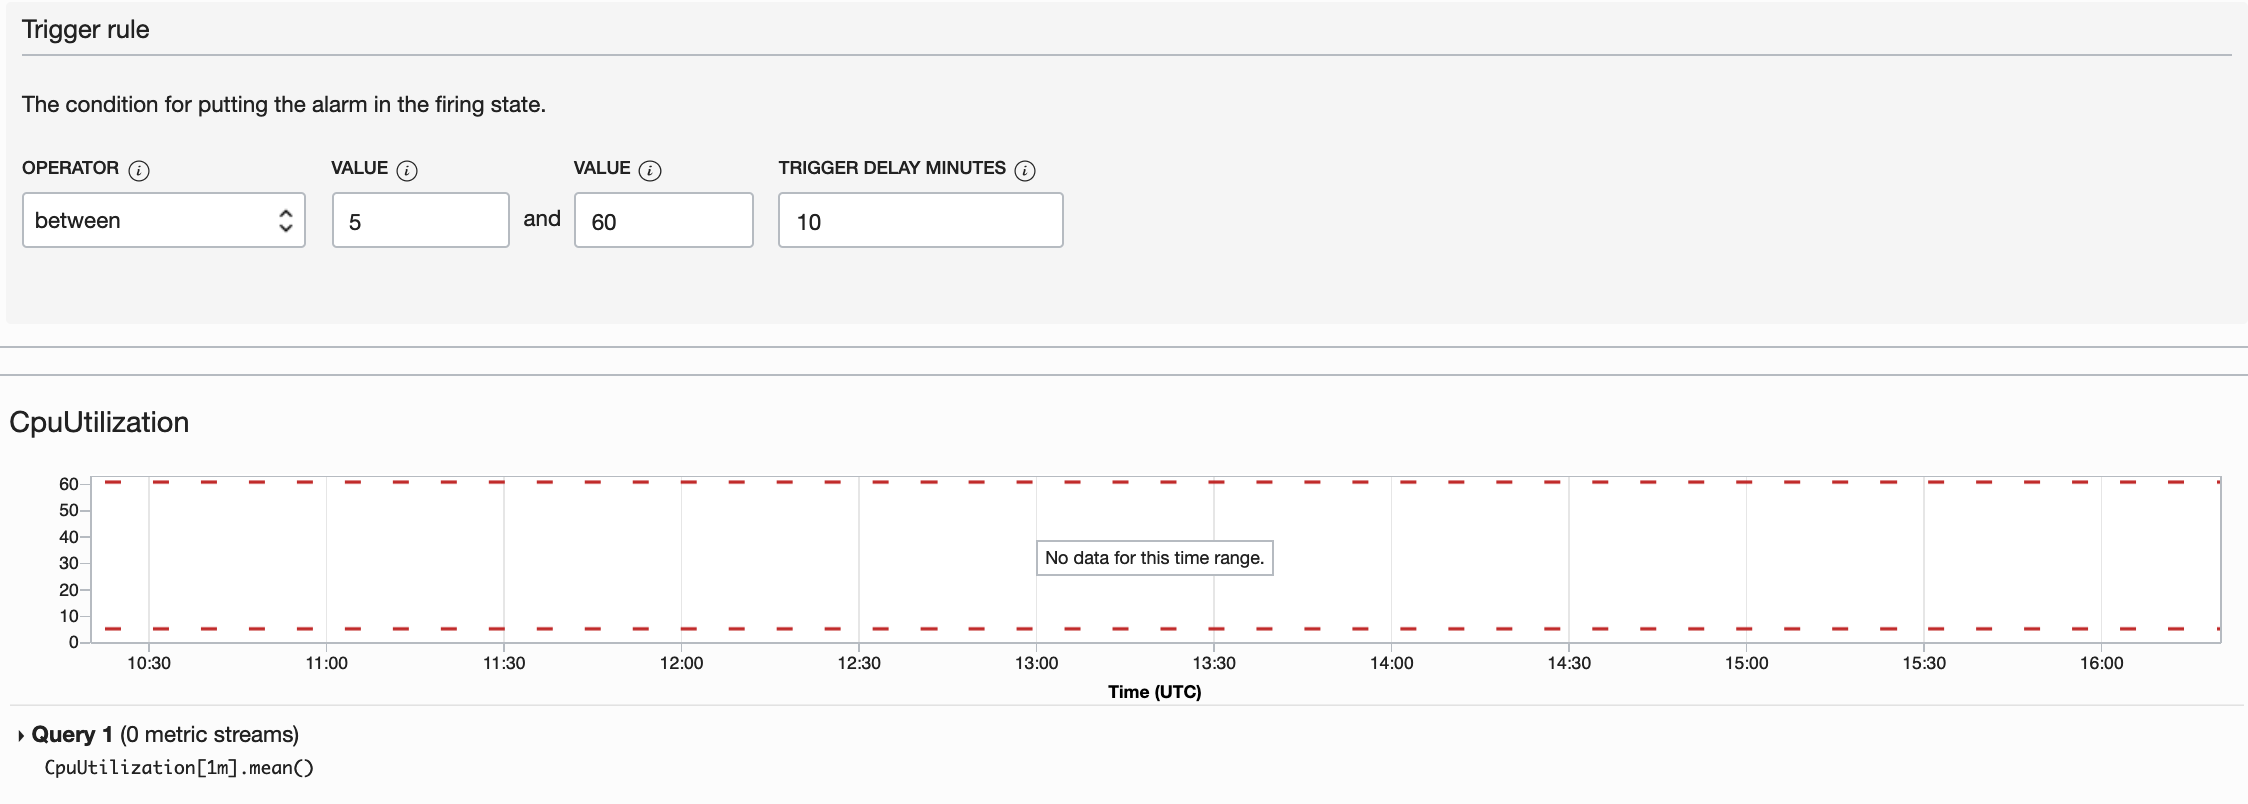 Trigger rule
The condition for putting the alarm in the firing state.
OPERATOR i VALUE i VALUE i TRIGGER DELAY MINUTES i
between 5 and 60 10
CpuUtilization
60
50
40
30
20
10
0
No data for this time range.
10:30 11:00 11:30 12:00 12:30 13:00 13:30 14:00 14:30 15:00 15:30 16:00
Time (UTC)
Query 1 (0 metric streams)
CpuUtilization[1m].mean()